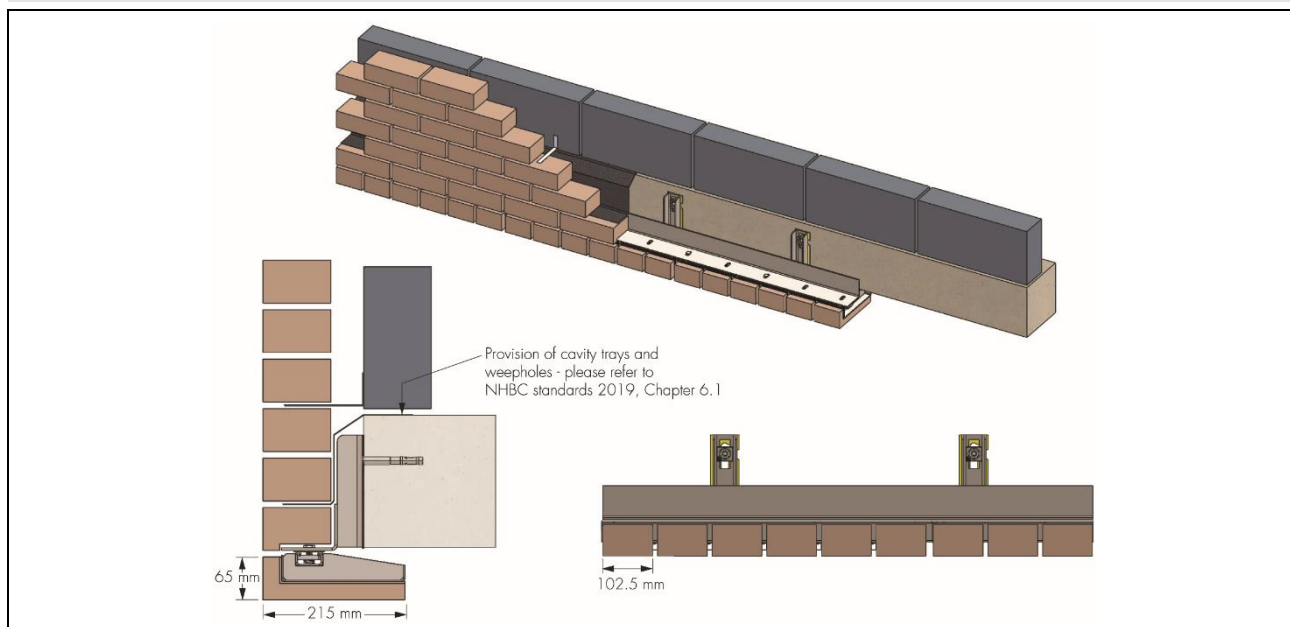 Provision of cavity trays and
weepholes - please refer to
NHBC standards 2019, Chapter 6.1
65 mm
215 mm
102.5 mm